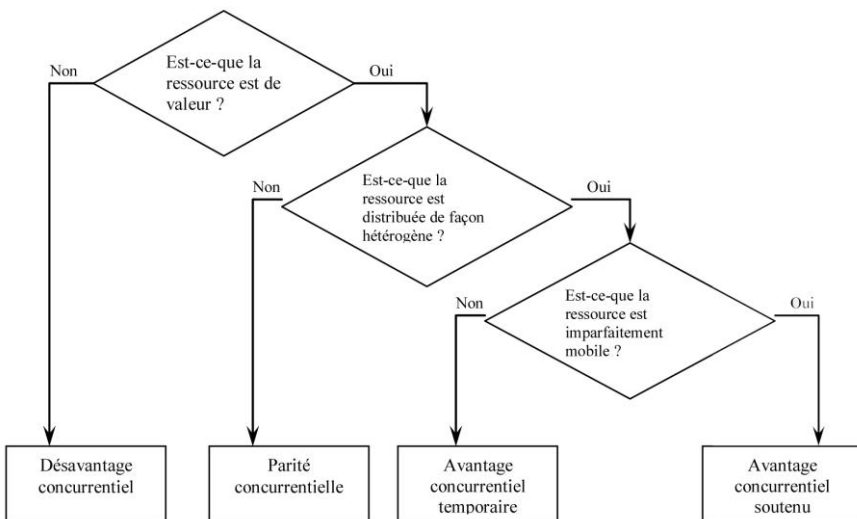 Est-ce-que la
ressource est de
valeur ?
Non
Oui
Est-ce-que la
ressource est
distribuée de façon
hétérogène ?
Non
Oui
Est-ce-que la
ressource est
imparfaitement
mobile ?
Non
Oui
Désavantage
concurrentiel
Parité
concurrentielle
Avantage
concurrentiel
temporaire
Avantage
concurrentiel
soutenu